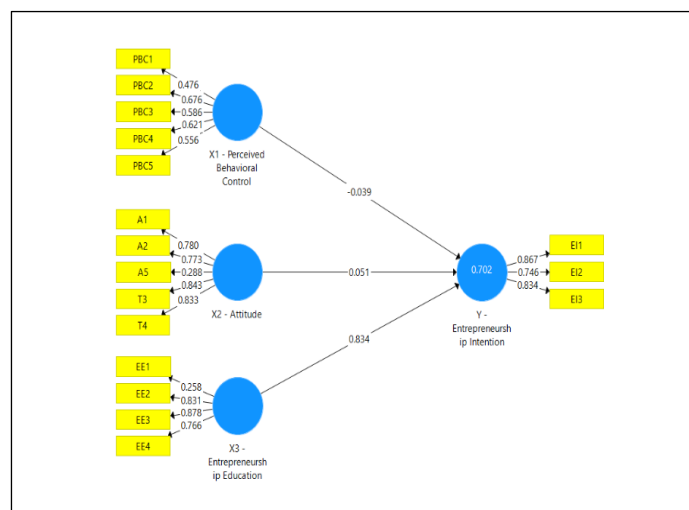 PBC1
PBC2
PBC3
PBC4
PBC5
0.476
0.676
0.586
0.621
0.556
X1 - Perceived
Behavioral
Control
-0.039
A1
A2
A5
T3
T4
0.780
0.773
0.288
0.843
0.833
X2 - Attitude
0.051
0.702
Y -
Entrepreneursh
ip Intention
0.867
0.746
0.834
EI1
EI2
EI3
0.834
EE1
EE2
EE3
EE4
0.258
0.831
0.878
0.766
X3 -
Entrepreneursh
ip Education